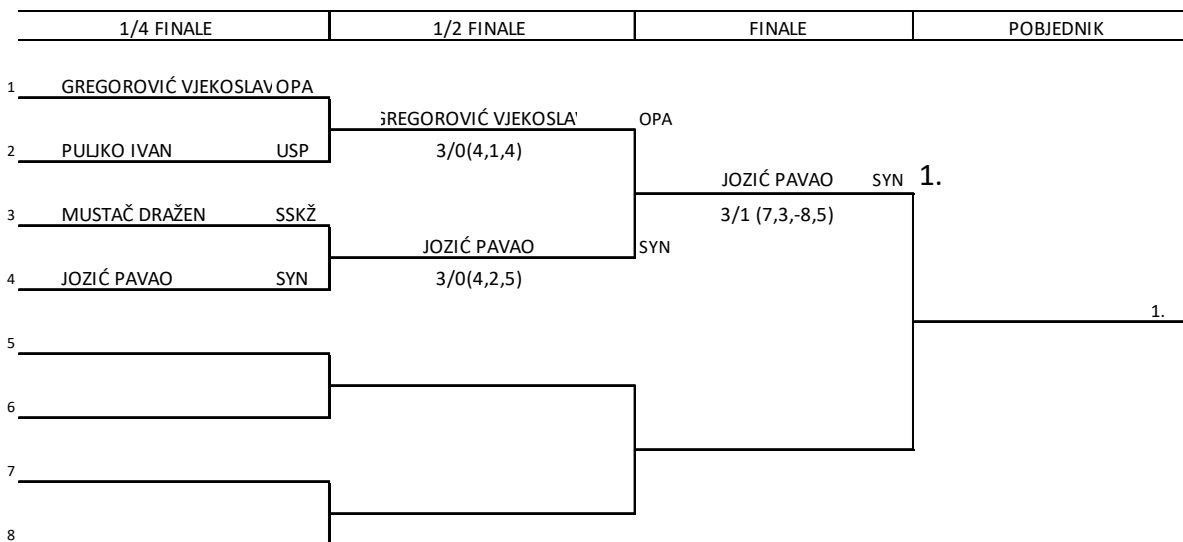 1/4 FINALE 1/2 FINALE FINALE POBJEDNIK
1 GREGOROVIĆ VJEKOSLAV OPA
GREGOROVIĆ VJEKOSLAV OPA
2 PULJKO IVAN USP 3/0(4,1,4)
JOZIĆ PAVAO SYN 1.
3 MUSTAČ DRAŽEN SSKŽ 3/1 (7,3,-8,5)
JOZIĆ PAVAO SYN
4 JOZIĆ PAVAO SYN 3/0(4,2,5)
1.
5
6
7
8